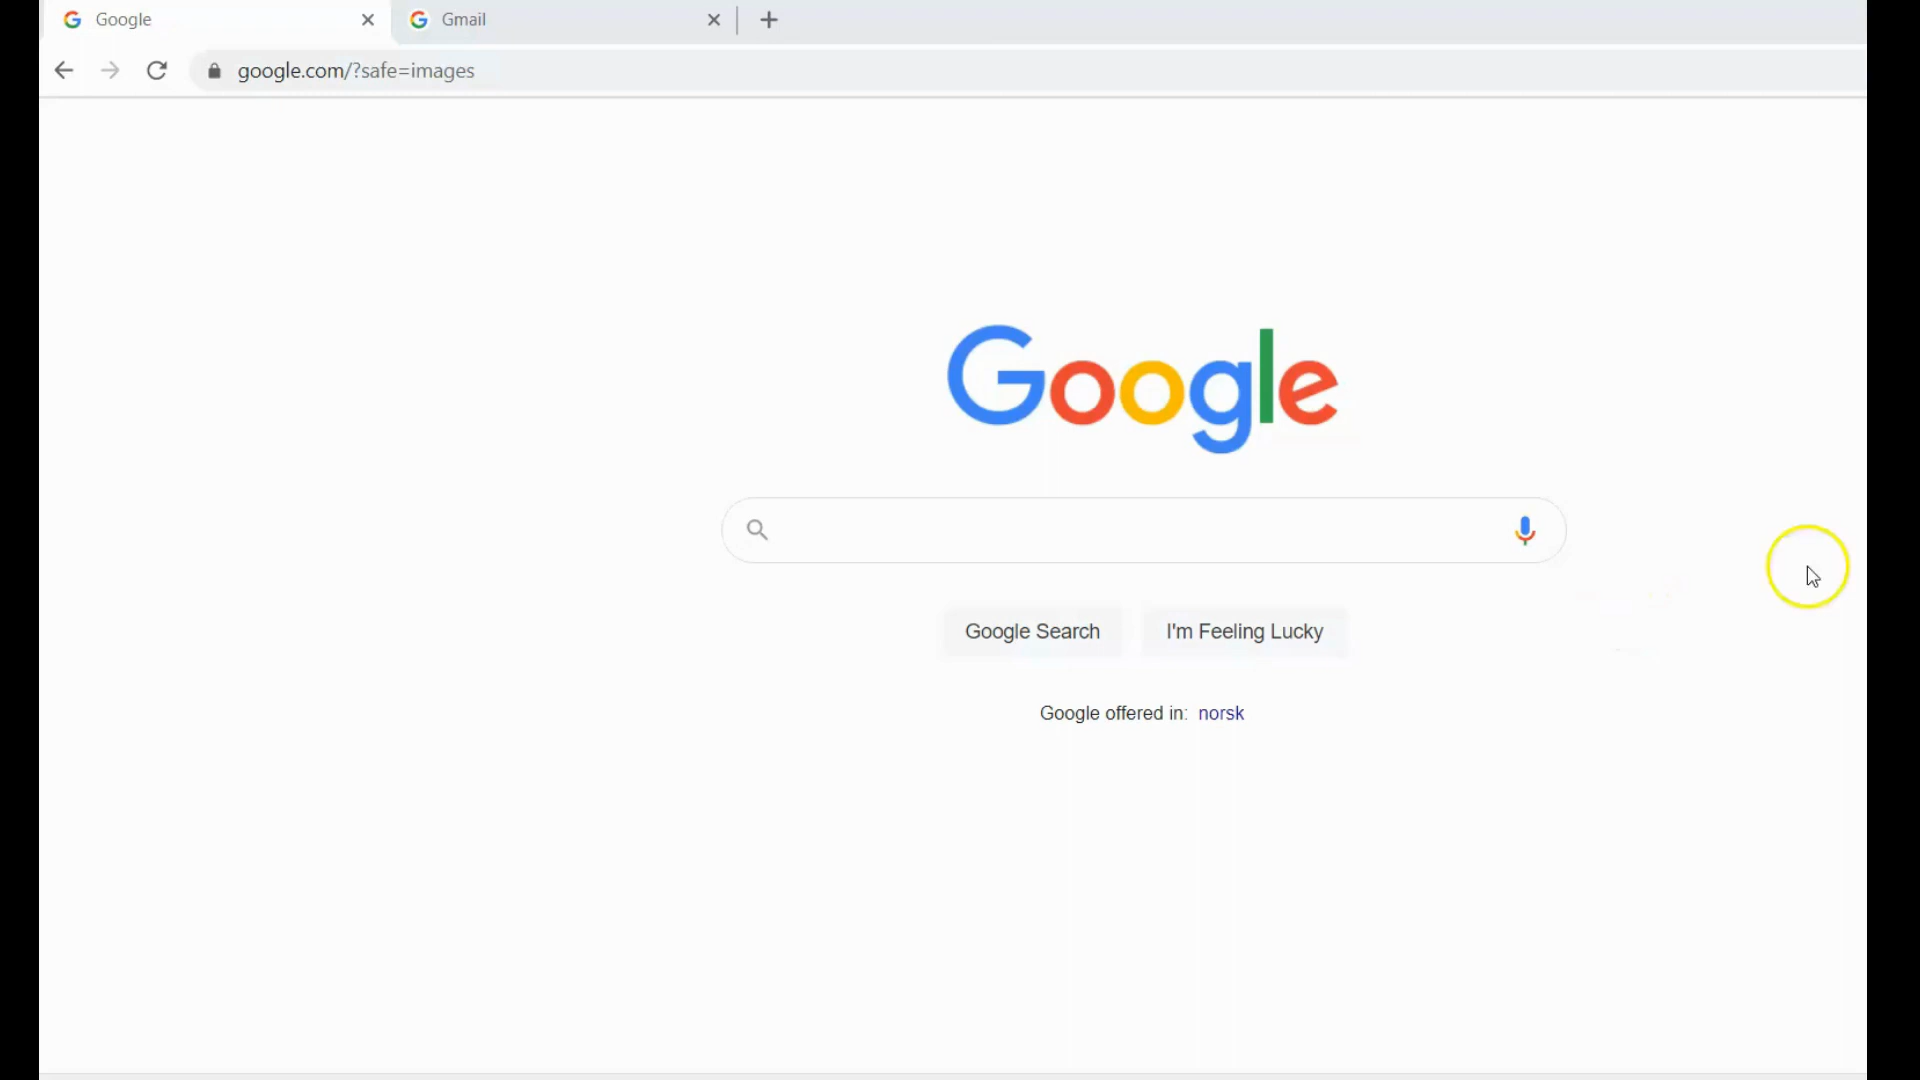 Google
Gmail
google.com/?safe=images
Google
Google Search
I'm Feeling Lucky
Google offered in: norsk